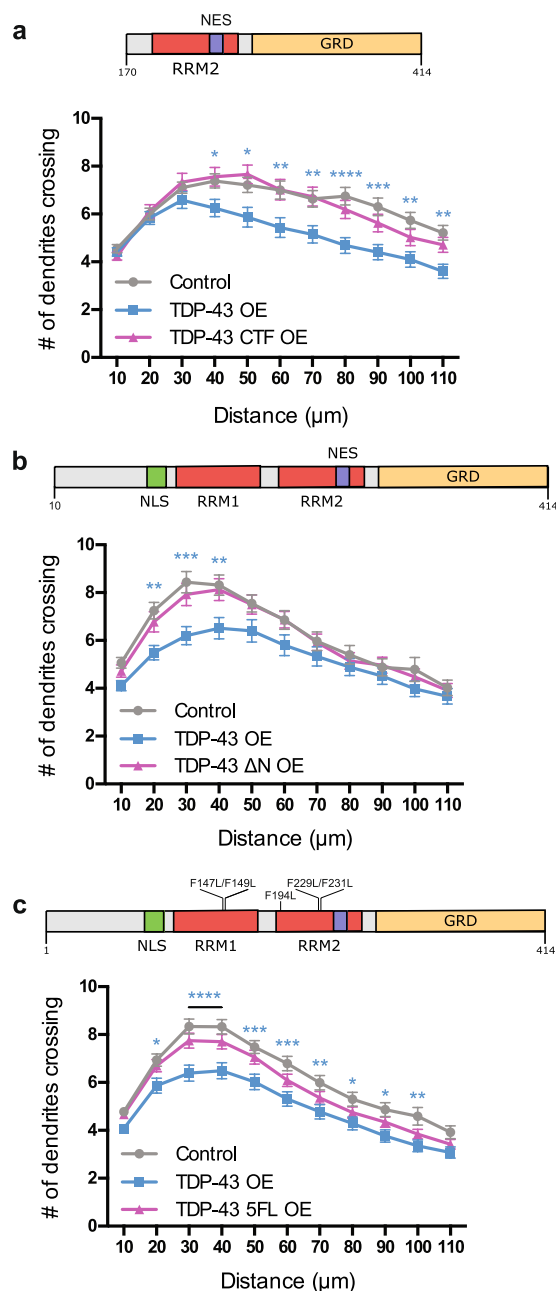 a
NES
GRD
170
RRM2
414
10
8
6
4
2
0
# of dendrites crossing
* * ** ** **** *** ** **
Control
TDP-43 OE
TDP-43 CTF OE
10 20 30 40 50 60 70 80 90 100 110
Distance (µm)
b
NES
GRD
10
NLS
RRM1
RRM2
414
10
8
6
4
2
0
# of dendrites crossing
** *** **
Control
TDP-43 OE
TDP-43 ΔN OE
10 20 30 40 50 60 70 80 90 100 110
Distance (µm)
c
F147L/F149L
F194L
F229L/F231L
GRD
1
NLS
RRM1
RRM2
414
10
8
6
4
2
0
# of dendrites crossing
* **** *** *** ** * * **
Control
TDP-43 OE
TDP-43 5FL OE
10 20 30 40 50 60 70 80 90 100 110
Distance (µm)